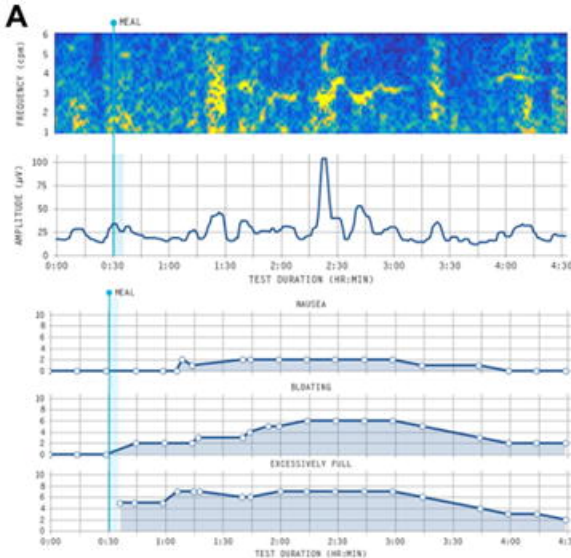 A
MEAL
FREQUENCY (cpm)
6
5
4
3
2
1
AMPLITUDE (µV)
100
75
50
25
0
0:00 0:30 1:00 1:30 2:00 2:30 3:00 3:30 4:00 4:30
TEST DURATION (HR:MIN)
MEAL
NAUSEA
10
8
6
4
2
0
BLOATING
10
8
6
4
2
0
EXCESSIVELY FULL
10
8
6
4
2
0
0:00 0:30 1:00 1:30 2:00 2:30 3:00 3:30 4:00
TEST DURATION (HR:MIN)